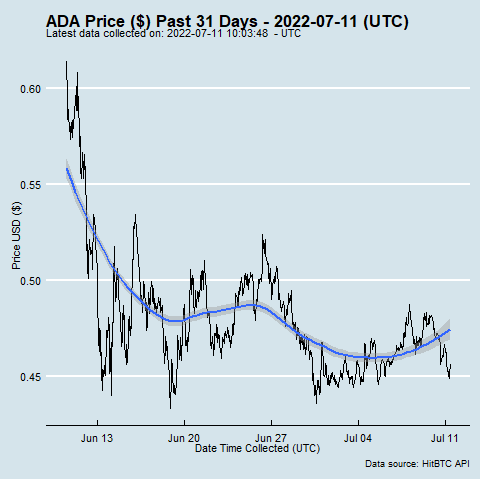 ADA Price ($) Past 31 Days - 2022-07-11 (UTC)
Latest data collected on: 2022-07-11 10:03:48 - UTC
0.60
0.55
0.50
0.45
Price USD ($)
Jun 13 Jun 20 Jun 27 Jul 04 Jul 11
Date Time Collected (UTC)
Data source: HitBTC API